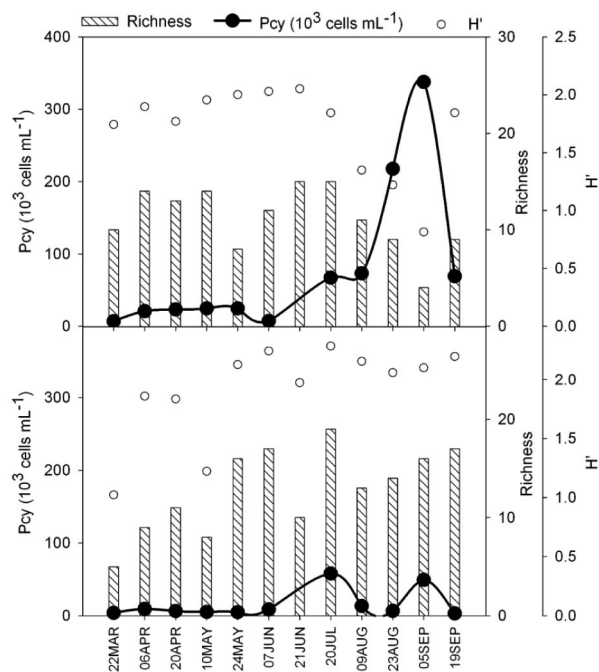 Richness Pcy (10³ cells mL⁻¹) H'
400 30 2.5
300 2.0
20
1.5
200
1.0
10
100
0.5
0 0 0.0
Pcy (10³ cells mL⁻¹)
Richness
H'
300 20 2.0
1.5
200
10 1.0
100
0.5
0 0 0.0
Pcy (10³ cells mL⁻¹)
Richness
H'
22MAR
06APR
20APR
10MAY
24MAY
07JUN
21JUN
20JUL
09AUG
23AUG
05SEP
19SEP